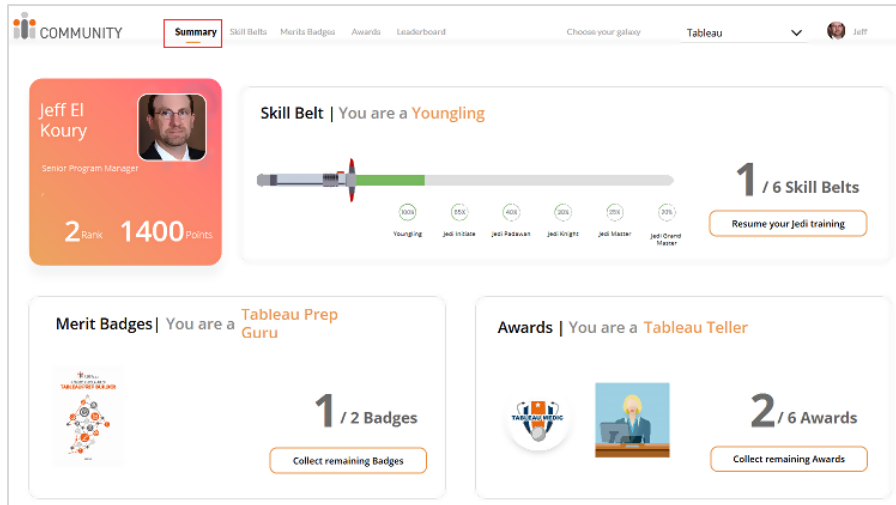 COMMUNITY
Summary
Skill Belts
Merits Badges
Awards
Leaderboard
Choose your galaxy
Tableau
Jeff
Jeff El
Koury
Senior Program Manager
2 Rank 1400 Points
Skill Belt | You are a Youngling
100%
40%
20%
Youngling
Jedi Initiate
Jedi Padawan
Jedi Knight
Jedi Master
Jedi Grand
Master
1 / 6 Skill Belts
Resume your Jedi training
Merit Badges| You are a Tableau Prep
Guru
TABLEAU PREP BUILDER
1 / 2 Badges
Collect remaining Badges
Awards | You are a Tableau Teller
TABLEAU MEDIC
2 / 6 Awards
Collect remaining Awards